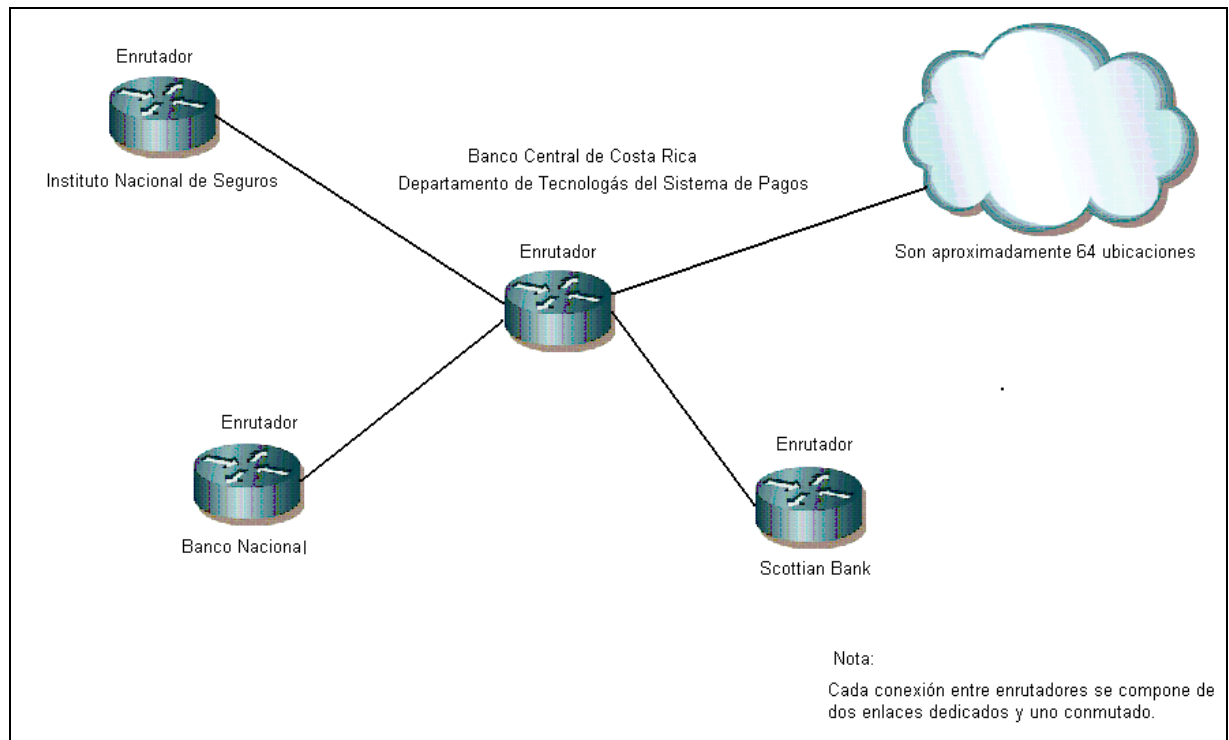 Enrutador
Instituto Nacional de Seguros
Banco Central de Costa Rica
Departamento de Tecnologás del Sistema de Pagos
Enrutador
Son aproximadamente 64 ubicaciones
Enrutador
Banco Nacional
Enrutador
Scottian Bank
Nota:
Cada conexión entre enrutadores se compone de
dos enlaces dedicados y uno conmutado.